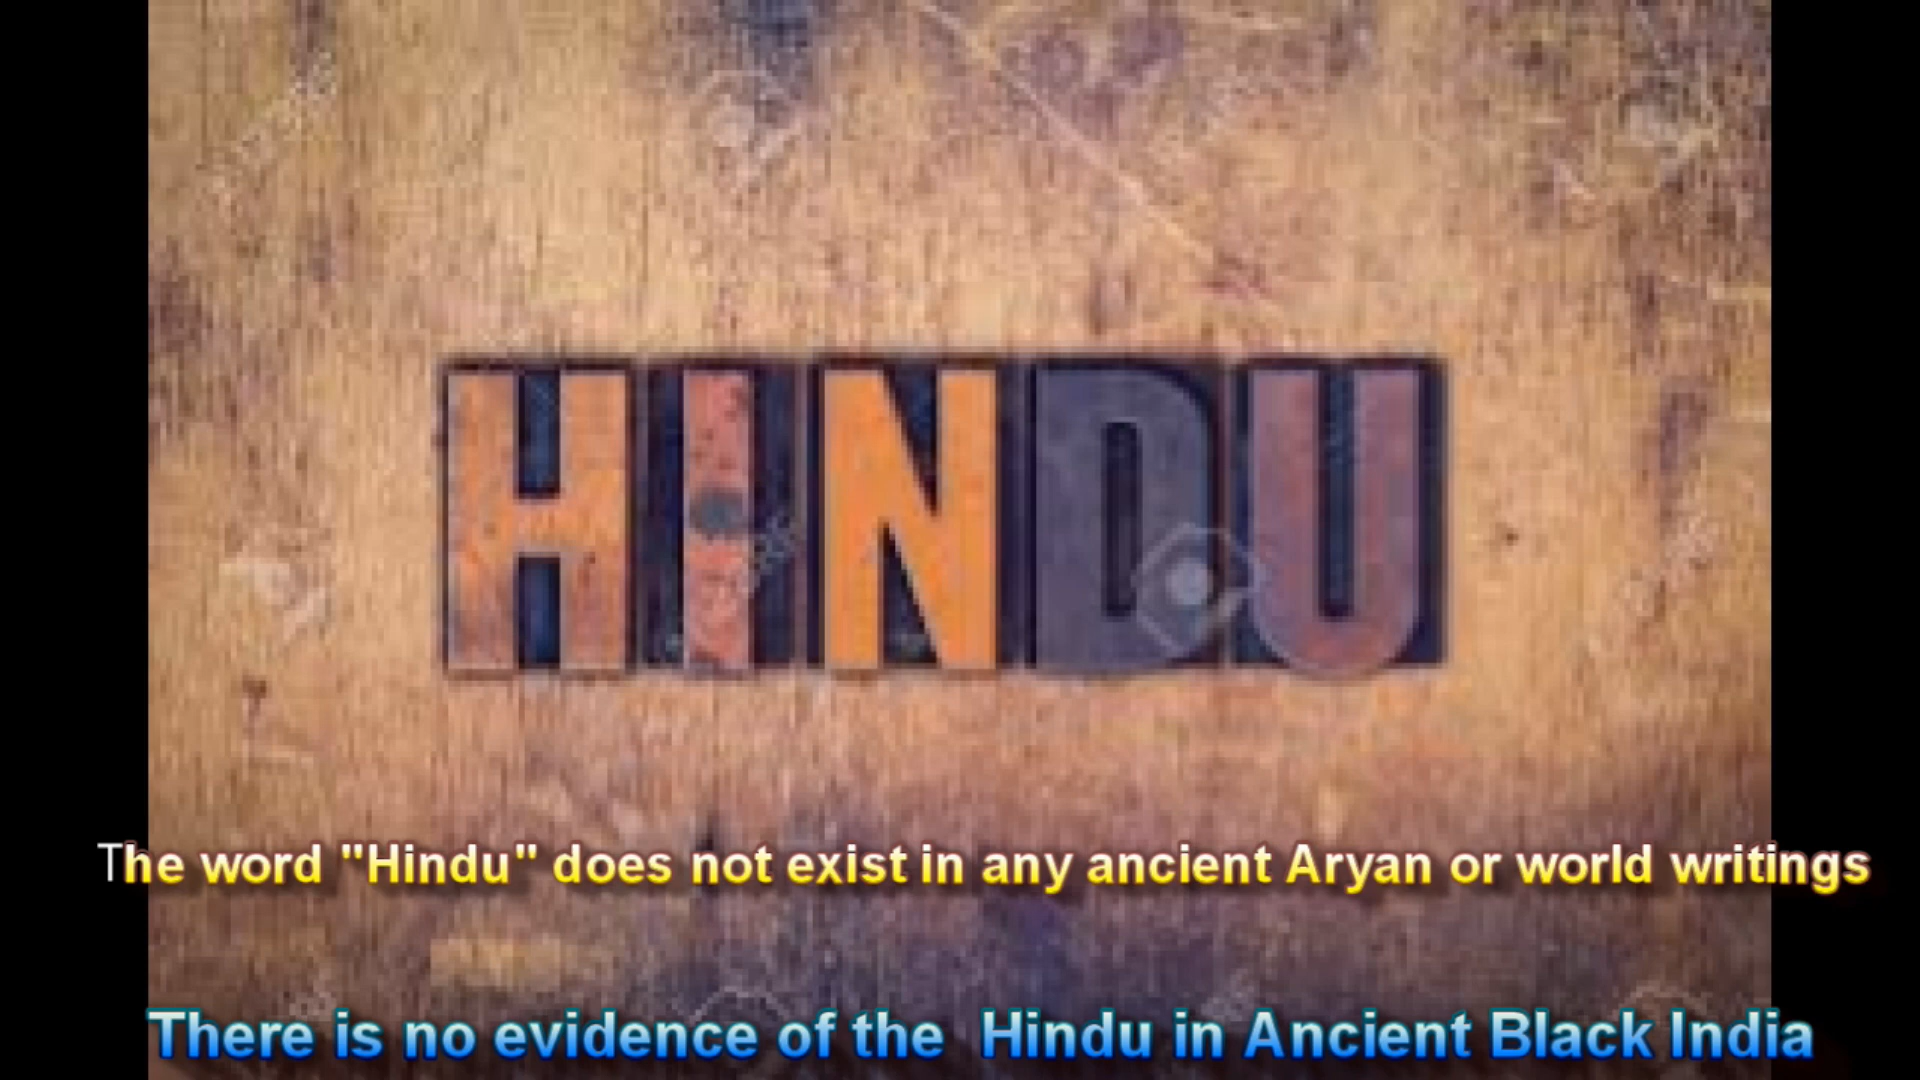 HINDU
The word "Hindu" does not exist in any ancient Aryan or world writings
There is no evidence of the Hindu in Ancient Black India